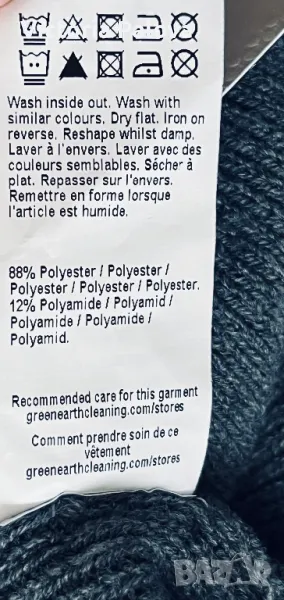 Wash inside out. Wash with
similar colours. Dry flat. Iron on
reverse. Reshape whilst damp.
Laver à l'envers. Laver avec des
couleurs semblables. Sécher à
plat. Repasser sur l'envers.
Remettre en forme lorsque
l'article est humide.
88% Polyester / Polyester /
Polyester / Polyester / Polyester.
12% Polyamide / Polyamid /
Polyamide / Polyamide /
Polyamid.
Recommended care for this garment
greenearthcleaning.com/stores
Comment prendre soin de ce
vêtement
greenearthcleaning.com/stores
BAZAR